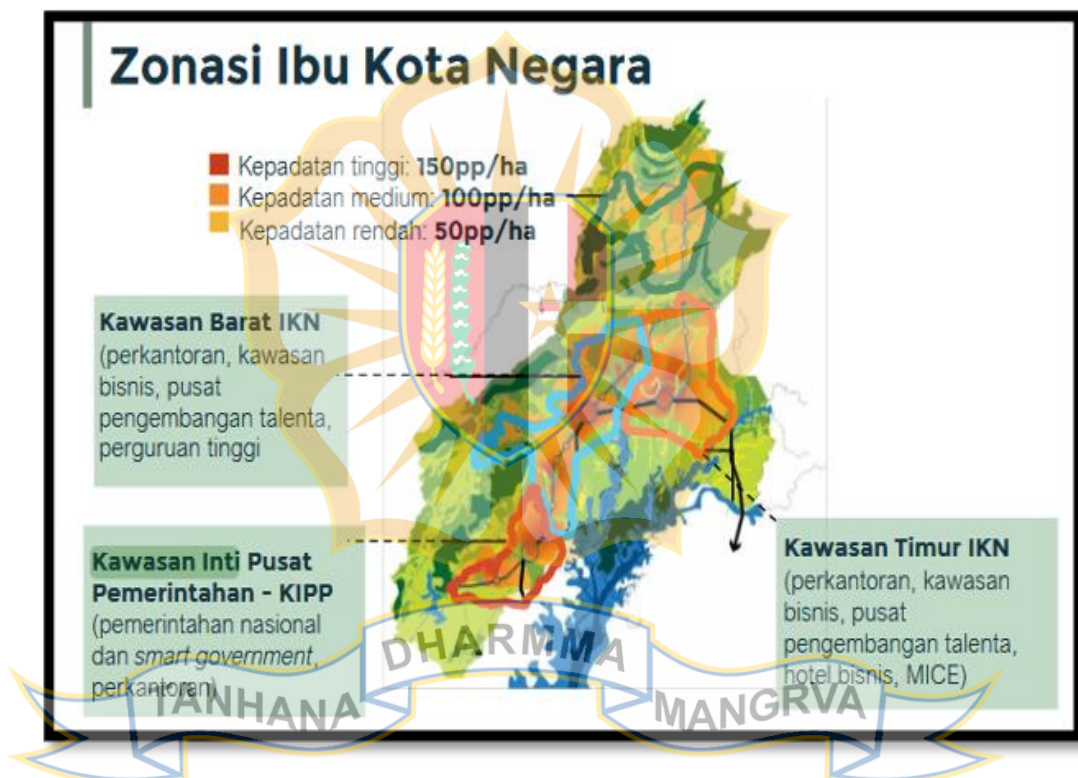 Zonasi Ibu Kota Negara
Kepadatan tinggi: 150pp/ha
Kepadatan medium: 100pp/ha
Kepadatan rendah: 50pp/ha
Kawasan Barat IKN
(perkantoran, kawasan
bisnis, pusat
pengembangan talenta,
perguruan tinggi
Kawasan Inti Pusat
Pemerintahan - KIPP
(pemerintahan nasional
dan smart government,
perkantoran)
Kawasan Timur IKN
(perkantoran, kawasan
bisnis, pusat
pengembangan talenta,
hotel bisnis, MICE)
TANHANA DHARMMA MANGRVA